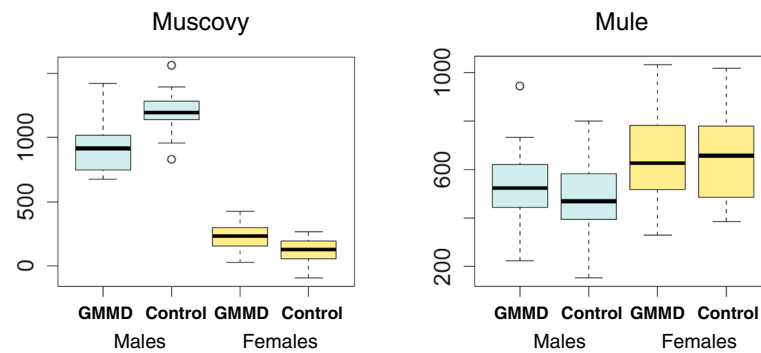 Muscovy
1000
500
0
GMMD Control GMMD Control
Males Females
Mule
1000
600
200
GMMD Control GMMD Control
Males Females